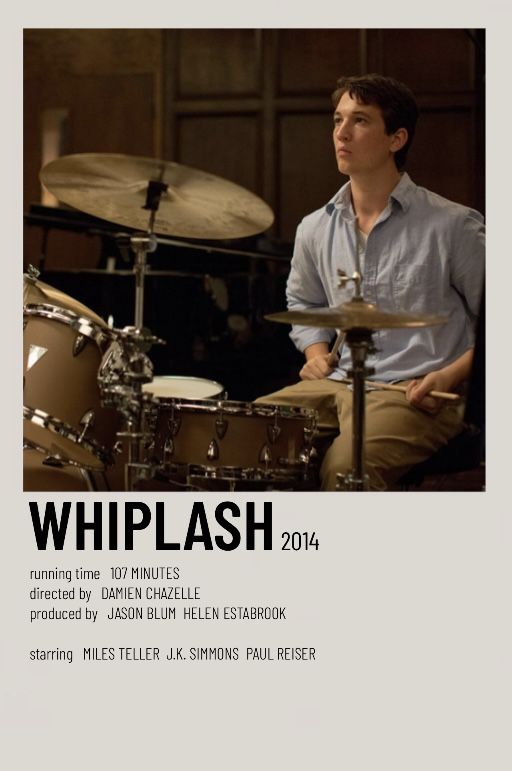 WHIPLASH 2014
running time 107 MINUTES
directed by DAMIEN CHAZELLE
produced by JASON BLUM HELEN ESTABROOK
starring MILES TELLER J.K. SIMMONS PAUL REISER